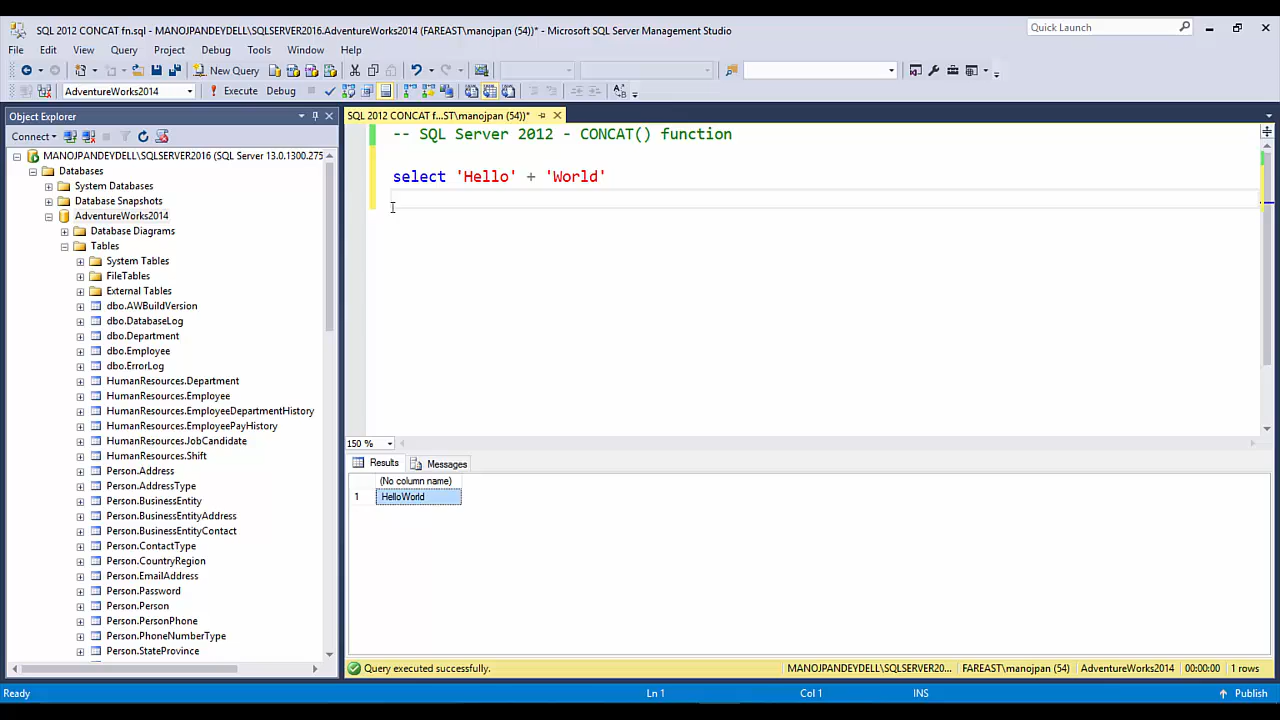 SQL 2012 CONCAT fn.sql - MANOJPANDEYDELL\SQLSERVER2016.AdventureWorks2014 (FAREAST\manojpan (54))* - Microsoft SQL Server Management Studio
Quick Launch
File Edit View Query Project Debug Tools Window Help
New Query
AdventureWorks2014 Execute Debug
Object Explorer
Connect
MANOJPANDEYDELL\SQLSERVER2016 (SQL Server 13.0.1300.275
Databases
System Databases
Database Snapshots
AdventureWorks2014
Database Diagrams
Tables
System Tables
FileTables
External Tables
dbo.AWBuildVersion
dbo.DatabaseLog
dbo.Department
dbo.Employee
dbo.ErrorLog
HumanResources.Department
HumanResources.Employee
HumanResources.EmployeeDepartmentHistory
HumanResources.EmployeePayHistory
HumanResources.JobCandidate
HumanResources.Shift
Person.Address
Person.AddressType
Person.BusinessEntity
Person.BusinessEntityAddress
Person.BusinessEntityContact
Person.ContactType
Person.CountryRegion
Person.EmailAddress
Person.Password
Person.Person
Person.PersonPhone
Person.PhoneNumberType
Person.StateProvince
SQL 2012 CONCAT f...ST\manojpan (54))*
-- SQL Server 2012 - CONCAT() function
select 'Hello' + 'World'
150 %
Results Messages
(No column name)
1 HelloWorld
Query executed successfully. MANOJPANDEYDELL\SQLSERVER20... FAREAST\manojpan (54) AdventureWorks2014 00:00:00 1 rows
Ready Ln 1 Col 1 INS Publish